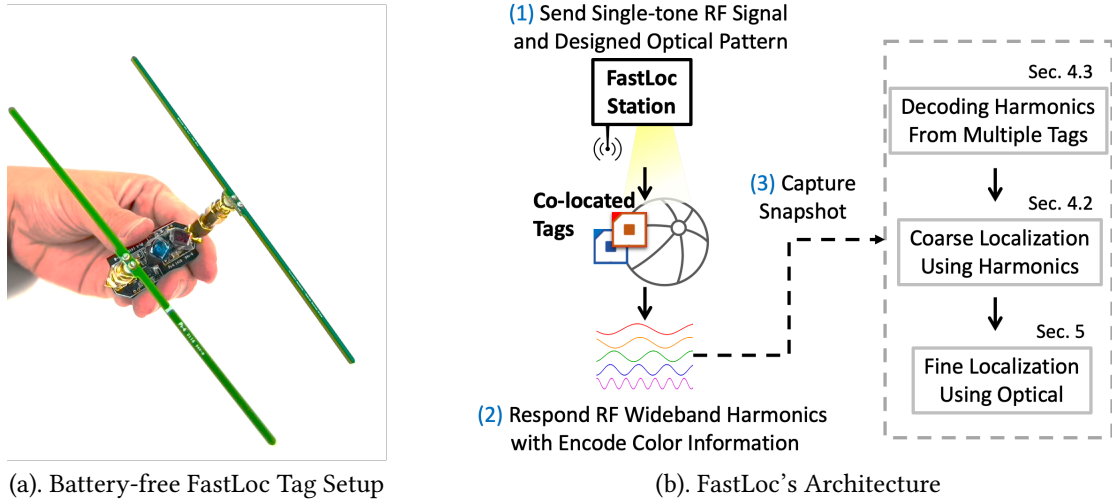 (1) Send Single-tone RF Signal
and Designed Optical Pattern
FastLoc
Station
Co-located
Tags
(3) Capture
Snapshot
(2) Respond RF Wideband Harmonics
with Encode Color Information
Sec. 4.3
Decoding Harmonics
From Multiple Tags
Sec. 4.2
Coarse Localization
Using Harmonics
Sec. 5
Fine Localization
Using Optical
(a). Battery-free FastLoc Tag Setup
(b). FastLoc's Architecture